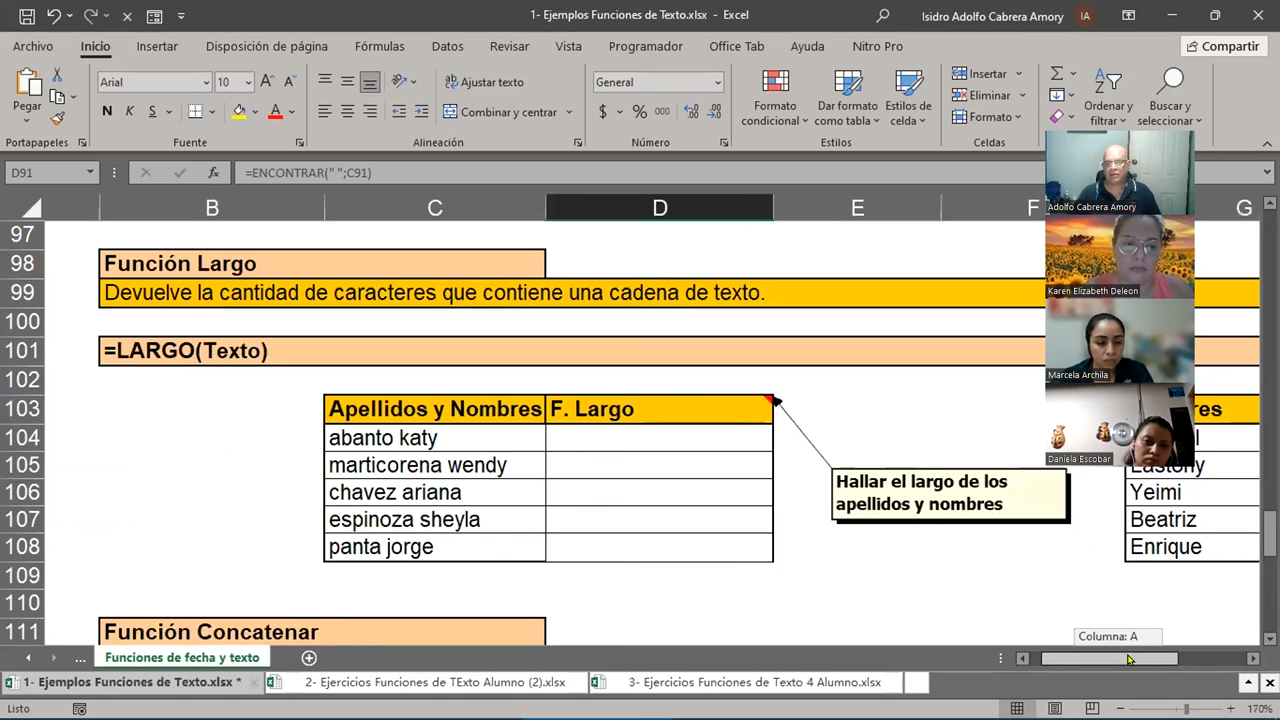 1- Ejemplos Funciones de Texto.xlsx - Excel
Isidro Adolfo Cabrera Amory
IA
Archivo Inicio Insertar Disposición de página Fórmulas Datos Revisar Vista Programador Office Tab Ayuda Nitro Pro
Compartir
Pegar
Portapapeles
Arial 10
N K S
Fuente
Ajustar texto
Combinar y centrar
Alineación
General
$ % 000
Número
Formato condicional
Dar formato como tabla
Estilos de celda
Estilos
Insertar
Eliminar
Formato
Celdas
Ordenar y filtrar
Buscar y seleccionar
D91 fx =ENCONTRAR(" ";C91)
B C D E F G
97
98 Función Largo
99 Devuelve la cantidad de caracteres que contiene una cadena de texto.
100
101 =LARGO(Texto)
102
103 Apellidos y Nombres F. Largo
104 abanto katy
105 marticorena wendy
106 chavez ariana Yeimi
107 espinoza sheyla Beatriz
108 panta jorge Enrique
109
110
111 Función Concatenar
Hallar el largo de los
apellidos y nombres
Adolfo Cabrera Amory
Karen Elizabeth Deleon
Marcela Archila
Daniela Escobar
Columna: A
... Funciones de fecha y texto
1- Ejemplos Funciones de Texto.xlsx * 2- Ejercicios Funciones de TExto Alumno (2).xlsx 3- Ejercicios Funciones de Texto 4 Alumno.xlsx
Listo
170%